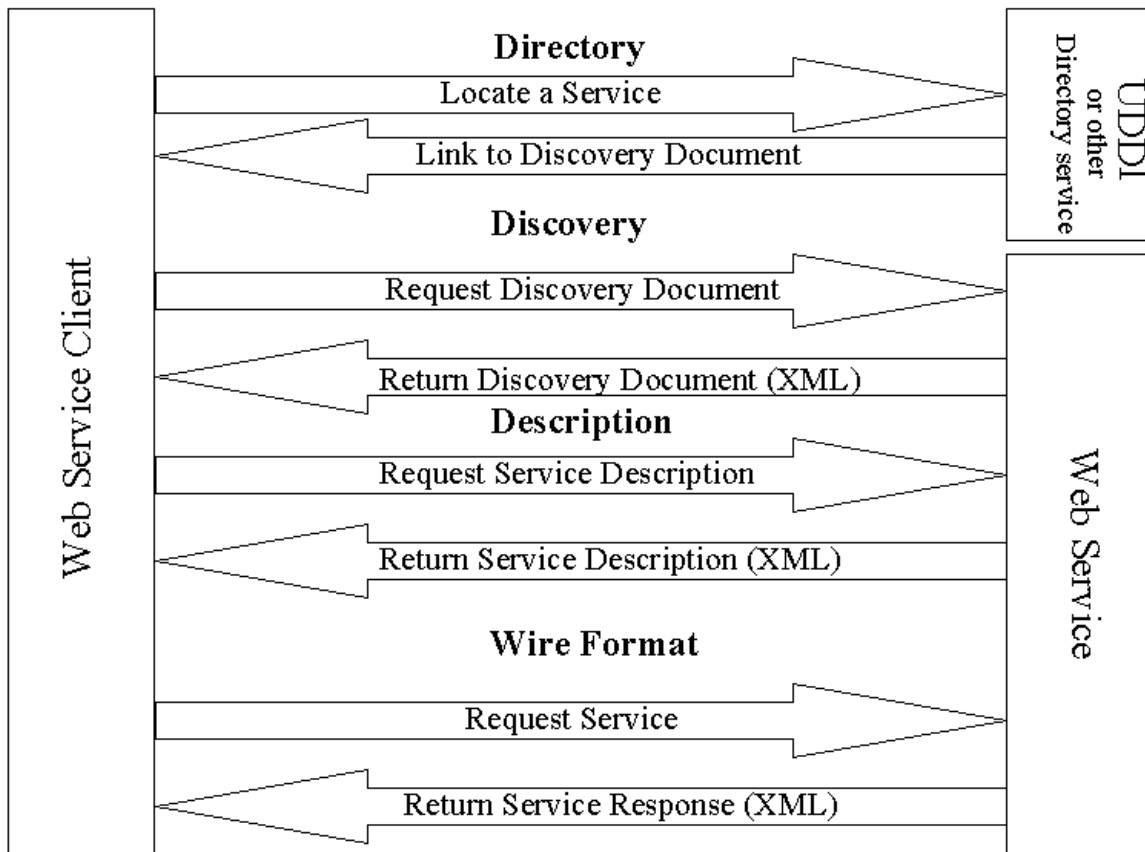 Directory
Locate a Service
Link to Discovery Document
UDDI
or other
Directory service
Discovery
Request Discovery Document
Return Discovery Document (XML)
Web Service Client
Description
Request Service Description
Return Service Description (XML)
Web Service
Wire Format
Request Service
Return Service Response (XML)